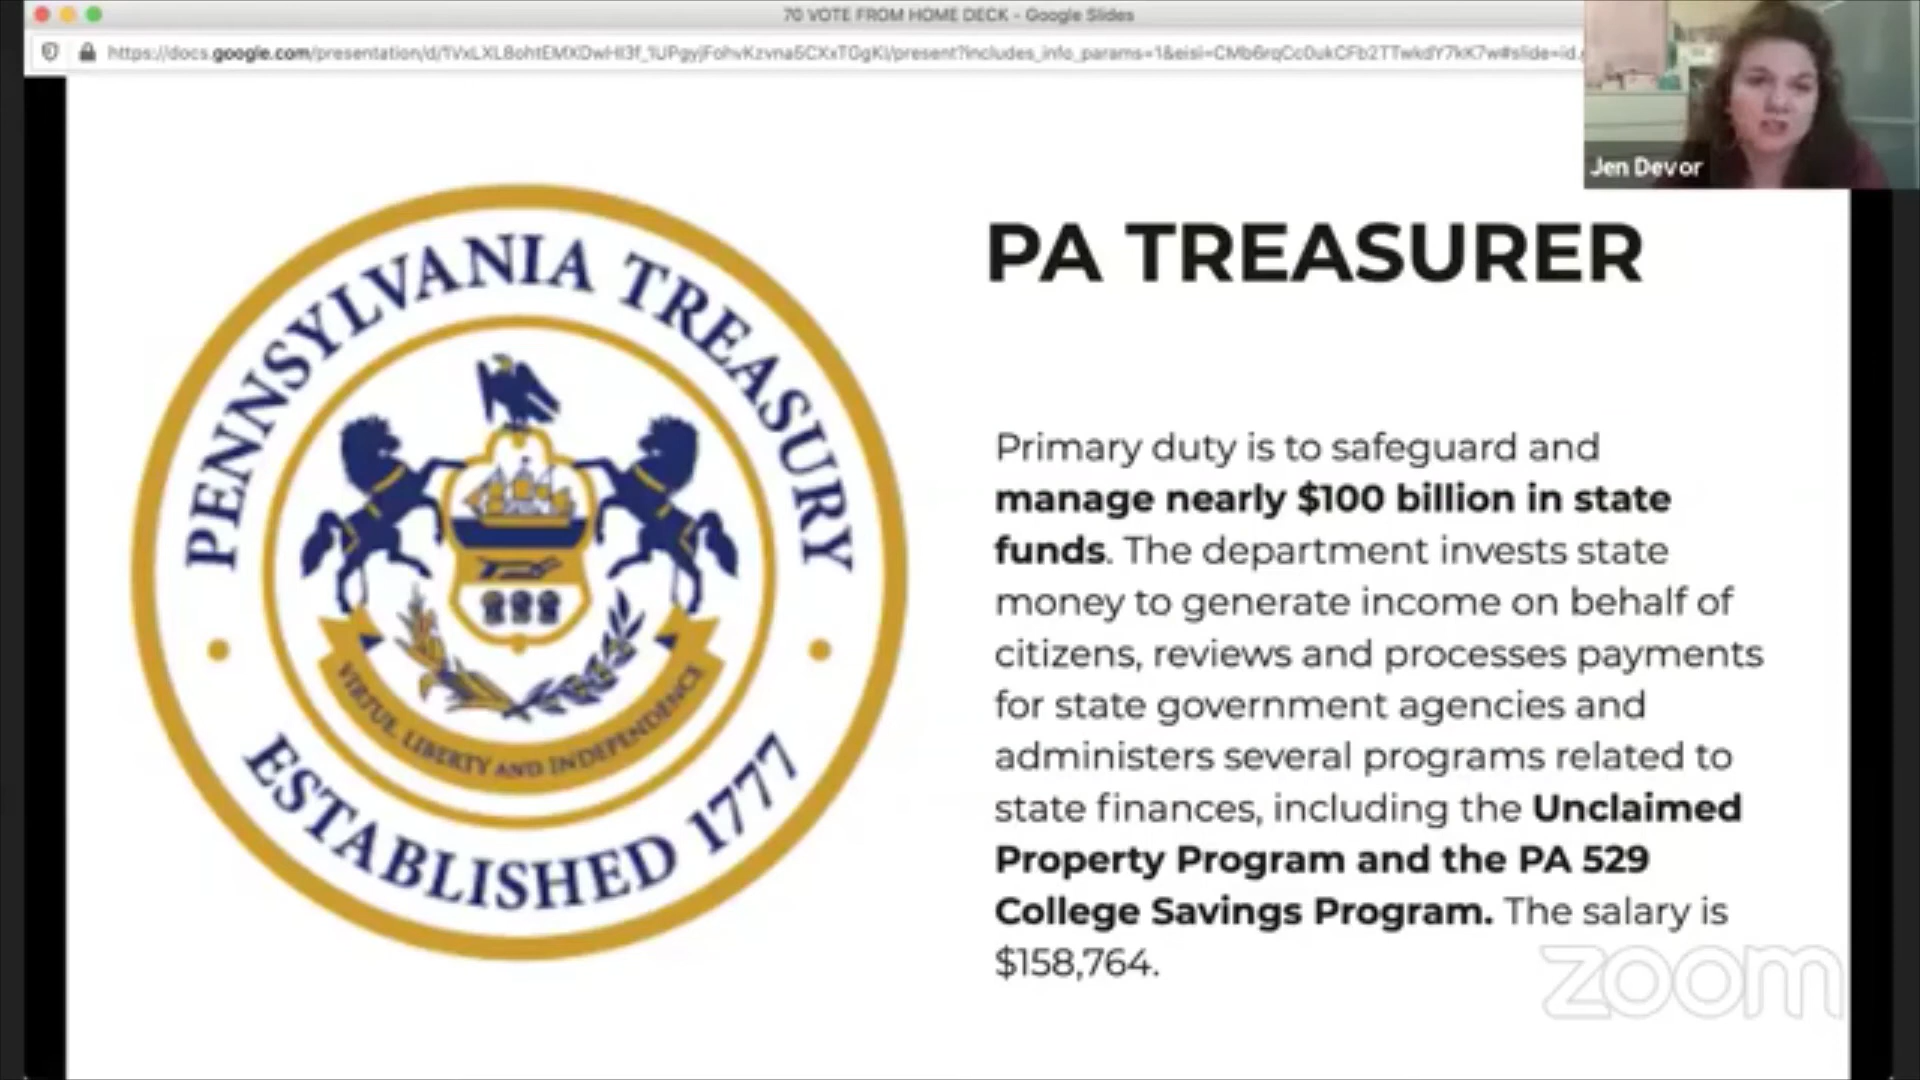 70 VOTE FROM HOME DECK - Google Slides
Jen Devor
PENNSYLVANIA TREASURY
VIRTUE, LIBERTY AND INDEPENDENCE
ESTABLISHED 1777
PA TREASURER
Primary duty is to safeguard and
manage nearly $100 billion in state
funds. The department invests state
money to generate income on behalf of
citizens, reviews and processes payments
for state government agencies and
administers several programs related to
state finances, including the Unclaimed
Property Program and the PA 529
College Savings Program. The salary is
$158,764.
zoom